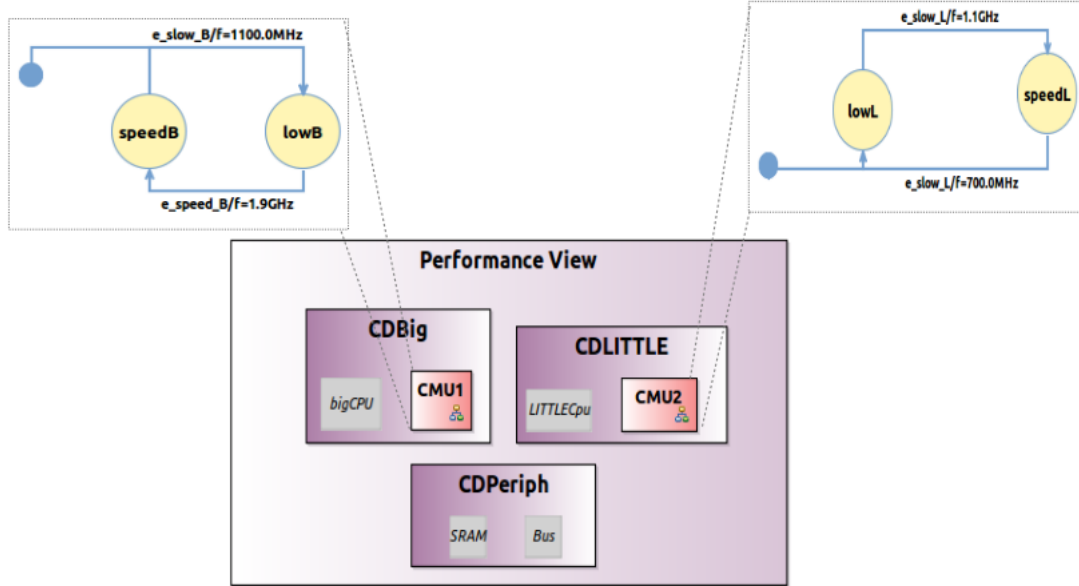 e_slow_B/f=1100.0MHz
speedB
lowB
e_speed_B/f=1.9GHz
e_slow_L/f=1.1GHz
lowL
speedL
e_slow_L/f=700.0MHz
Performance View
CDBig
bigCPU
CMU1
CDLITTLE
LITTLECpu
CMU2
CDPeriph
SRAM
Bus